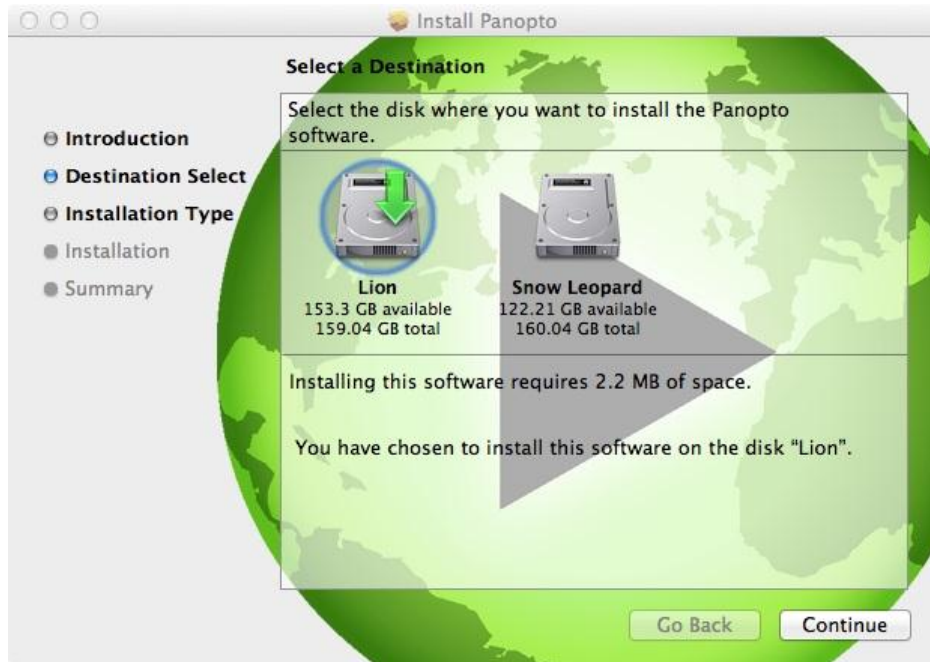 Install Panopto
Select a Destination
Introduction
Destination Select
Installation Type
Installation
Summary
Select the disk where you want to install the Panopto
software.
Lion
153.3 GB available
159.04 GB total
Snow Leopard
122.21 GB available
160.04 GB total
Installing this software requires 2.2 MB of space.
You have chosen to install this software on the disk “Lion”.
Go Back
Continue